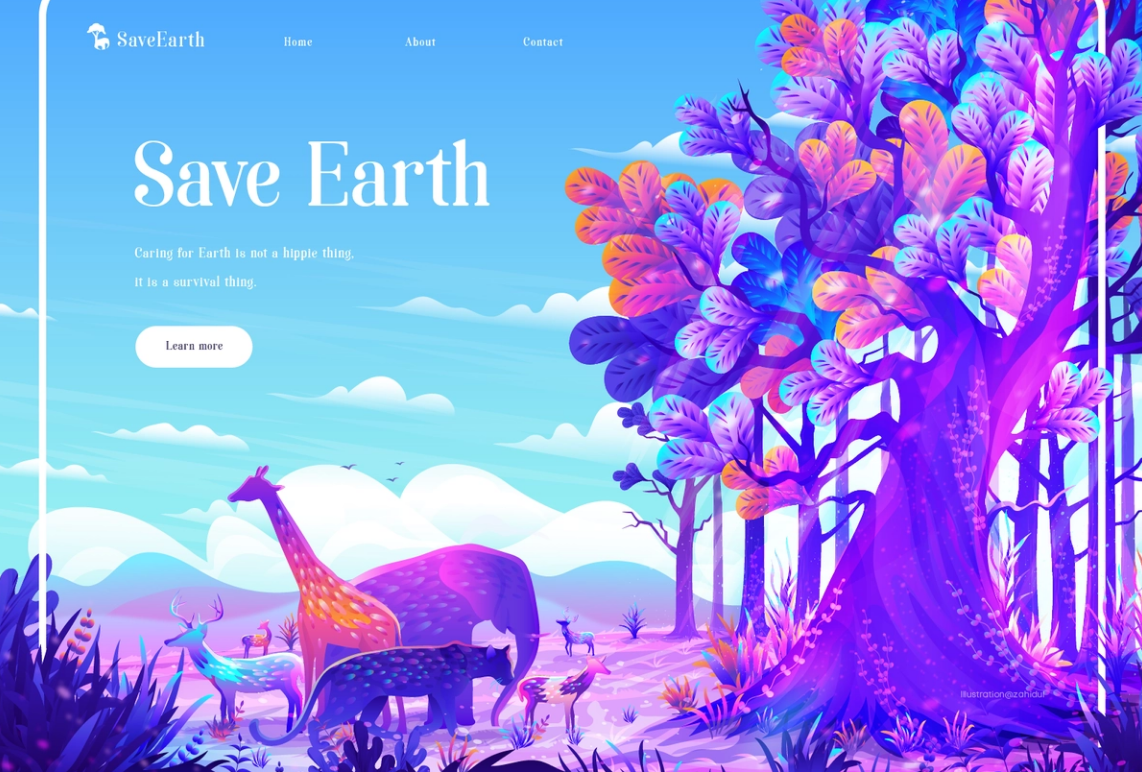 SaveEarth
Home
About
Contact
Save Earth
Caring for Earth is not a hippie thing,
it is a survival thing.
Learn more
Illustration@zohidul